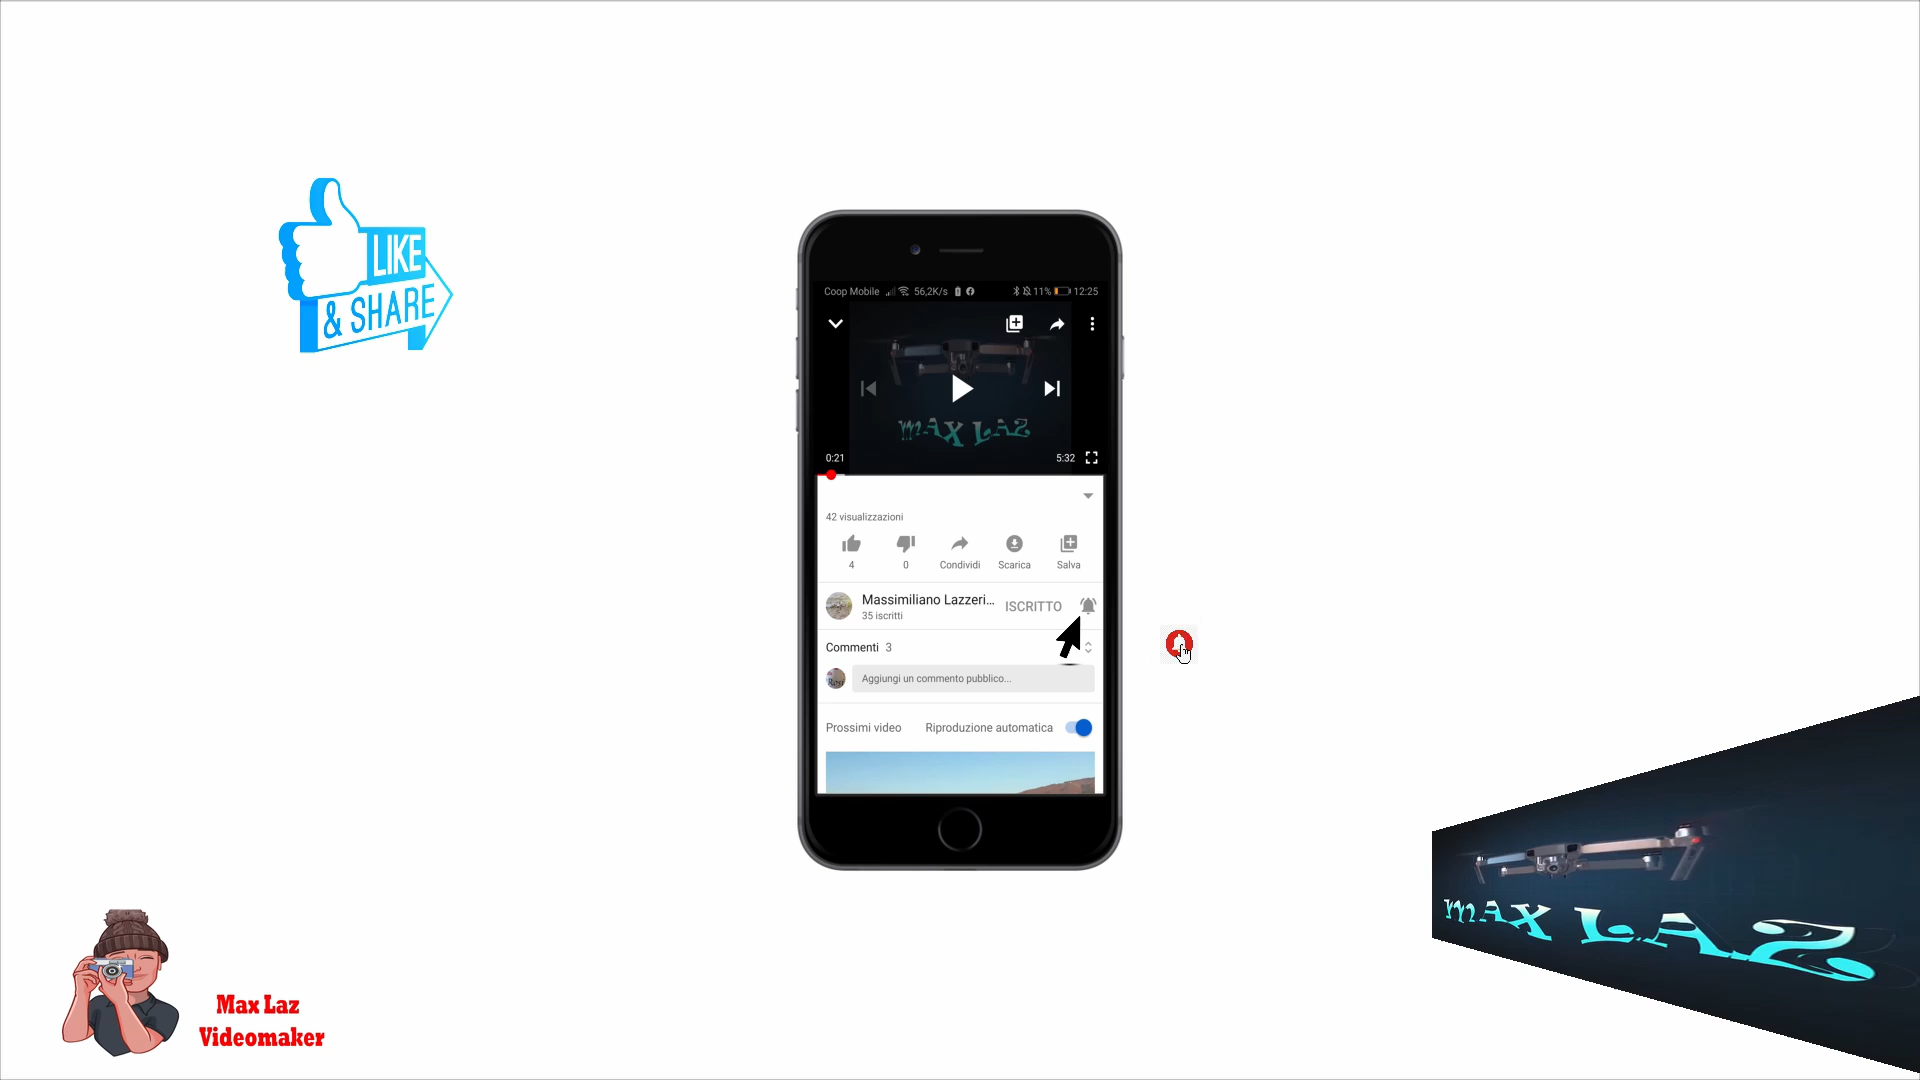 LIKE
& SHARE
Coop Mobile 56,2K/s 11% 12:25
MAX LAZ
0:21 5:32
42 visualizzazioni
4 0 Condividi Scarica Salva
Massimiliano Lazzeri... ISCRITTO
35 iscritti
Commenti 3
Aggiungi un commento pubblico...
Prossimi video Riproduzione automatica
MAX LAZ
Max Laz
Videomaker